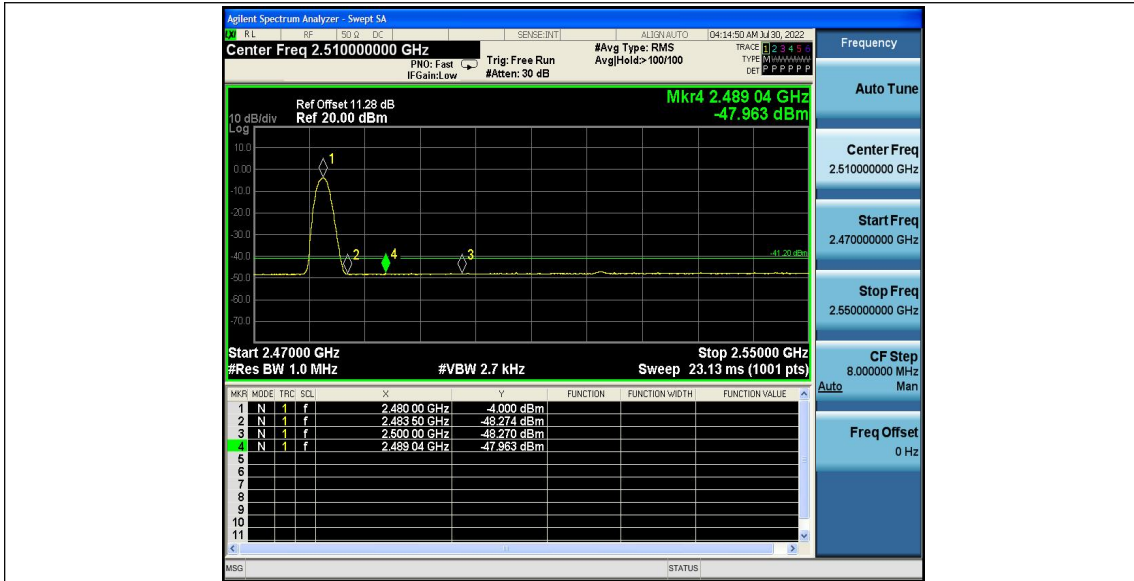 Agilent Spectrum Analyzer - Swept SA
RL RF 50 Ω DC SENSE:INT ALIGN AUTO 04:14:50 AM Jul 30, 2022
Center Freq 2.510000000 GHz
PNO: Fast
IFGain:Low
Trig: Free Run
#Atten: 30 dB
#Avg Type: RMS
Avg|Hold:>100/100
TRACE 1 2 3 4 5 6
TYPE M
DET P P P P P P
Mkr4 2.489 04 GHz
-47.963 dBm
Ref Offset 11.28 dB
10 dB/div Ref 20.00 dBm
Log
10.0
0.00
-10.0
-20.0
-30.0
-40.0
-50.0
-60.0
-70.0
1
2
4
3
-41.20 dBm
Start 2.47000 GHz Stop 2.55000 GHz
#Res BW 1.0 MHz #VBW 2.7 kHz Sweep 23.13 ms (1001 pts)
MKR MODE TRC SCL X Y FUNCTION FUNCTION WIDTH FUNCTION VALUE
1 N 1 f 2.480 00 GHz -4.000 dBm
2 N 1 f 2.483 50 GHz -48.274 dBm
3 N 1 f 2.500 00 GHz -48.270 dBm
4 N 1 f 2.489 04 GHz -47.963 dBm
5
6
7
8
9
10
11
MSG STATUS
Frequency
Auto Tune
Center Freq
2.510000000 GHz
Start Freq
2.470000000 GHz
Stop Freq
2.550000000 GHz
CF Step
8.000000 MHz
Auto Man
Freq Offset
0 Hz